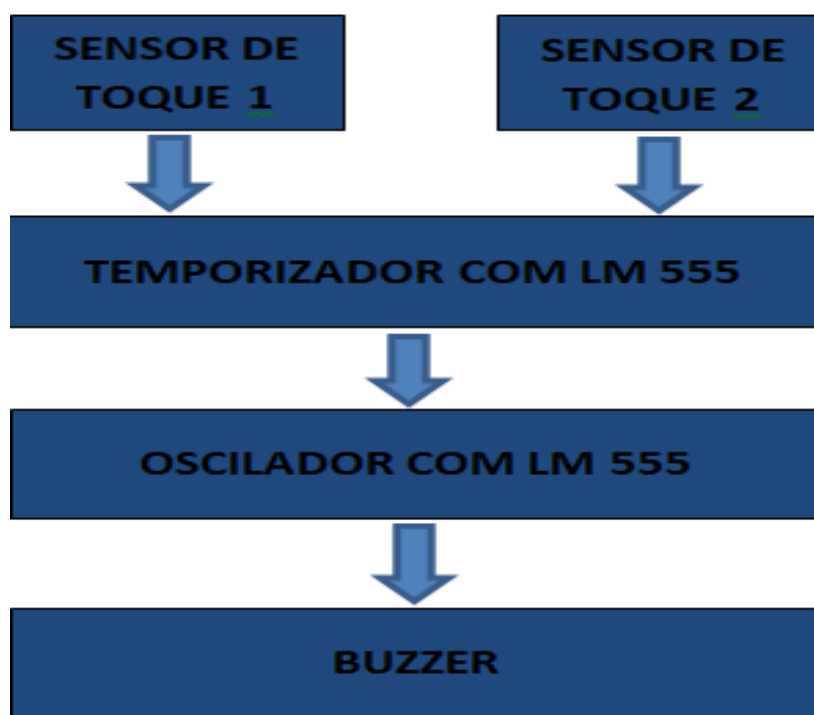 SENSOR DE
TOQUE 1
SENSOR DE
TOQUE 2
TEMPORIZADOR COM LM 555
OSCILADOR COM LM 555
BUZZER